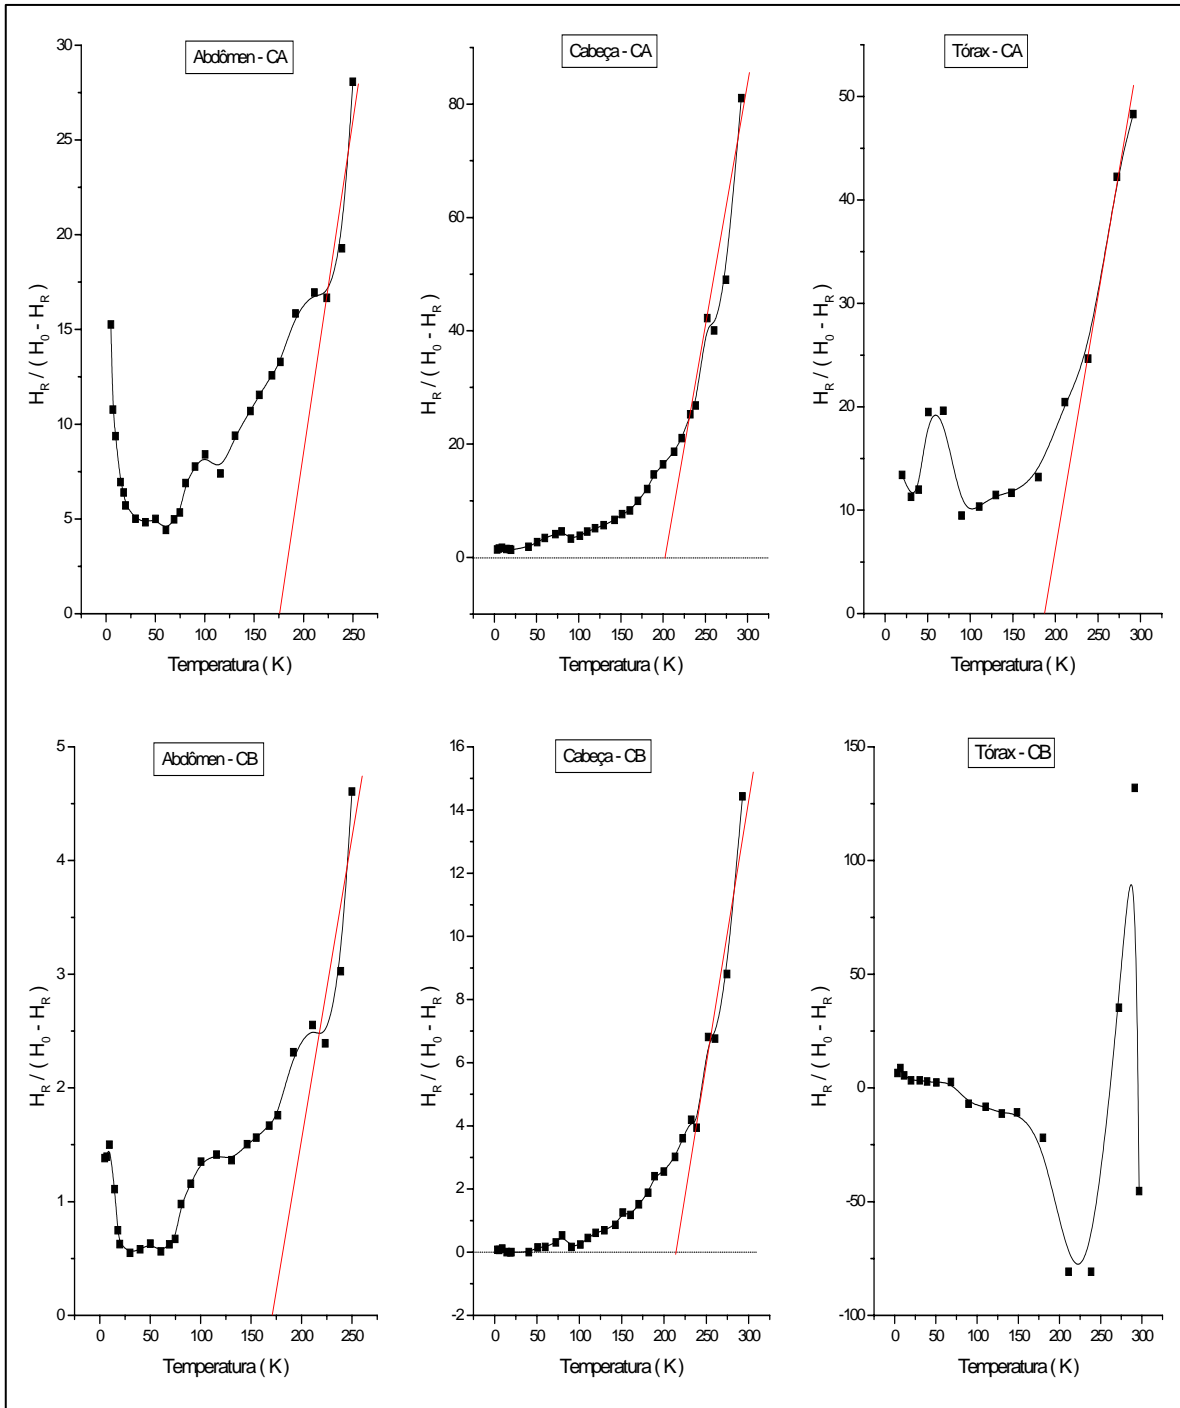 Abdômen - CA
30
25
20
15
10
5
0
H_R / ( H_0 - H_R )
0 50 100 150 200 250
Temperatura ( K )
Cabeça - CA
80
60
40
20
0
H_R / ( H_0 - H_R )
0 50 100 150 200 250 300
Temperatura ( K )
Tórax - CA
50
40
30
20
10
0
H_R / ( H_0 - H_R )
0 50 100 150 200 250 300
Temperatura ( K )
Abdômen - CB
5
4
3
2
1
0
H_R / ( H_0 - H_R )
0 50 100 150 200 250
Temperatura ( K )
Cabeça - CB
16
14
12
10
8
6
4
2
0
-2
H_R / ( H_0 - H_R )
0 50 100 150 200 250 300
Temperatura ( K )
Tórax - CB
150
100
50
0
-50
-100
H_R / ( H_0 - H_R )
0 50 100 150 200 250 300
Temperatura ( K )